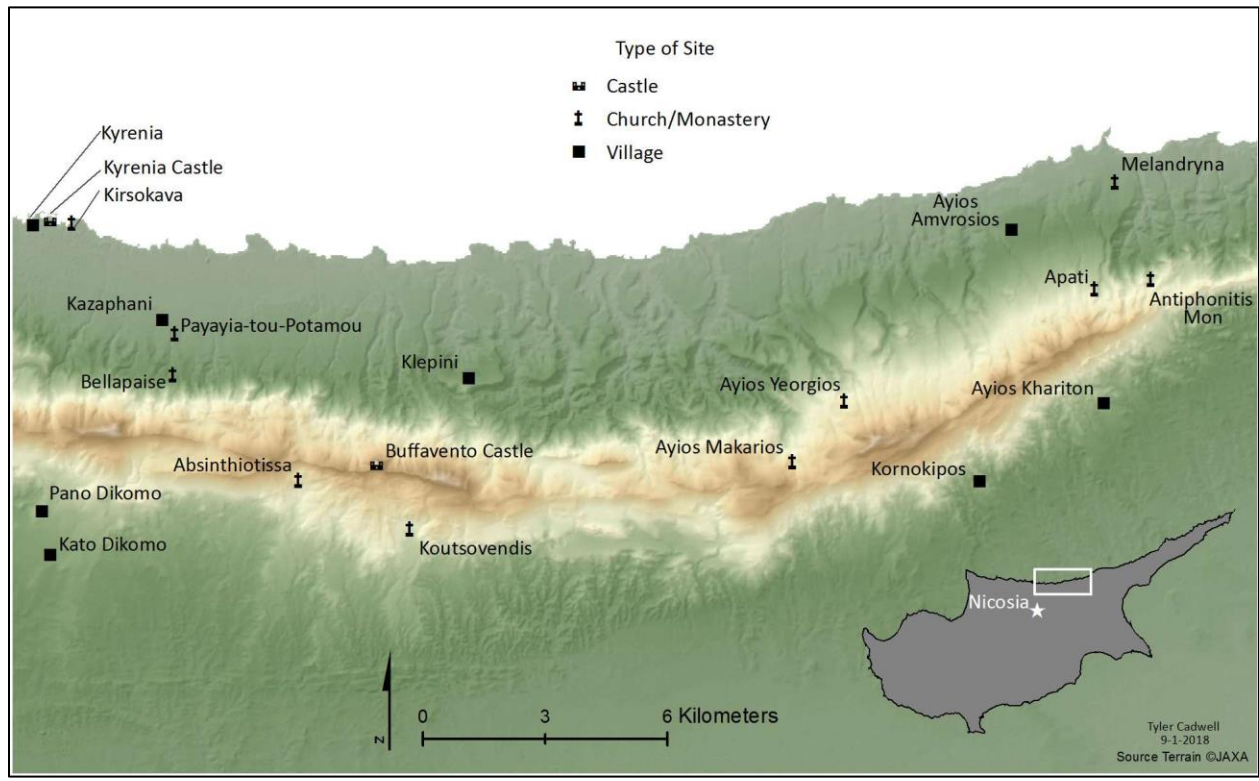 Type of Site
Castle
Church/Monastery
Village
Kyrenia
Kyrenia Castle
Kirsokava
Melandryna
Ayios
Amvrosios
Apati
Antiphonitis
Mon
Kazaphani
Payayia-tou-Potamou
Bellapaise
Klepini
Ayios Yeorgios
Ayios Khariton
Absinthiotissa
Buffavento Castle
Ayios Makarios
Kornokipos
Pano Dikomo
Kato Dikomo
Koutsovendis
Nicosia
N
0 3 6 Kilometers
Tyler Cadwell
9-1-2018
Source Terrain ©JAXA